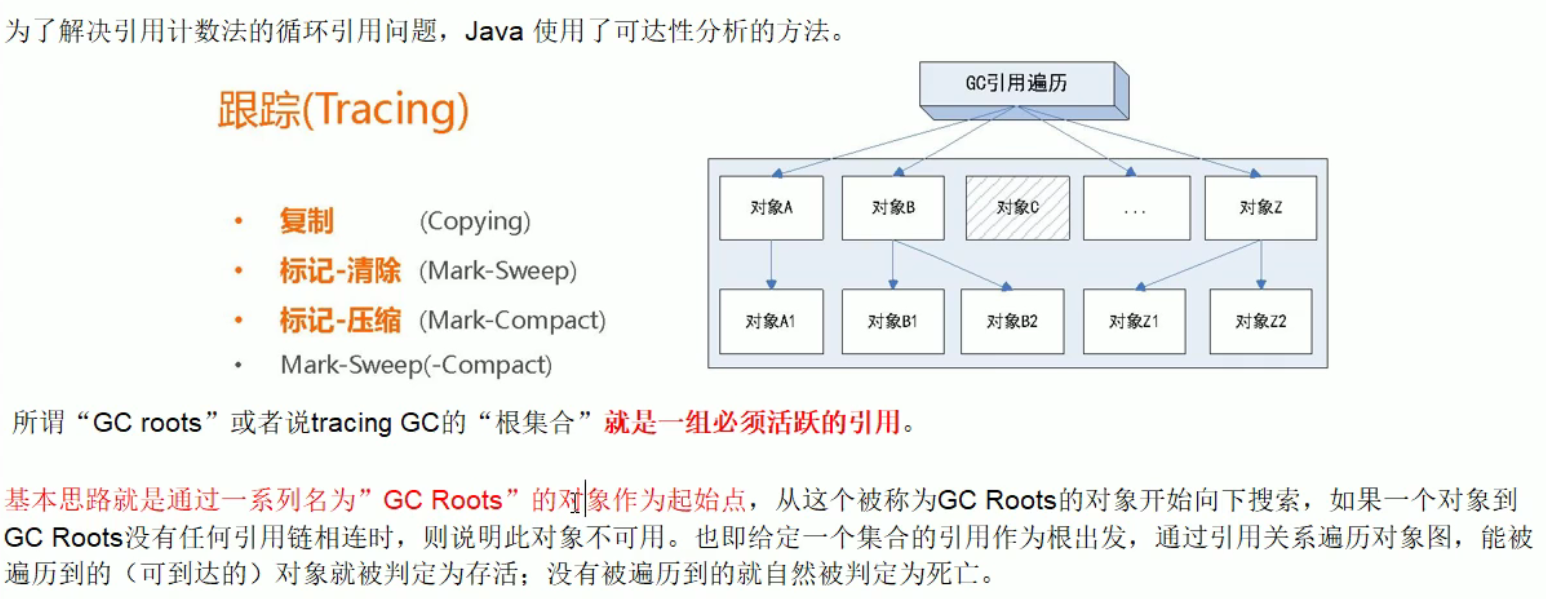 为了解决引用计数法的循环引用问题，Java 使用了可达性分析的方法。
跟踪(Tracing)
• 复制 (Copying)
• 标记-清除 (Mark-Sweep)
• 标记-压缩 (Mark-Compact)
• Mark-Sweep(-Compact)
GC引用遍历
对象A 对象B 对象C ... 对象Z
对象A1 对象B1 对象B2 对象Z1 对象Z2
所谓“GC roots”或者说tracing GC的“根集合”就是一组必须活跃的引用。
基本思路就是通过一系列名为”GC Roots”的对象作为起始点，从这个被称为GC Roots的对象开始向下搜索，如果一个对象到
GC Roots没有任何引用链相连时，则说明此对象不可用。也即给定一个集合的引用作为根出发，通过引用关系遍历对象图，能被
遍历到的（可到达的）对象就被判定为存活；没有被遍历到的就自然被判定为死亡。